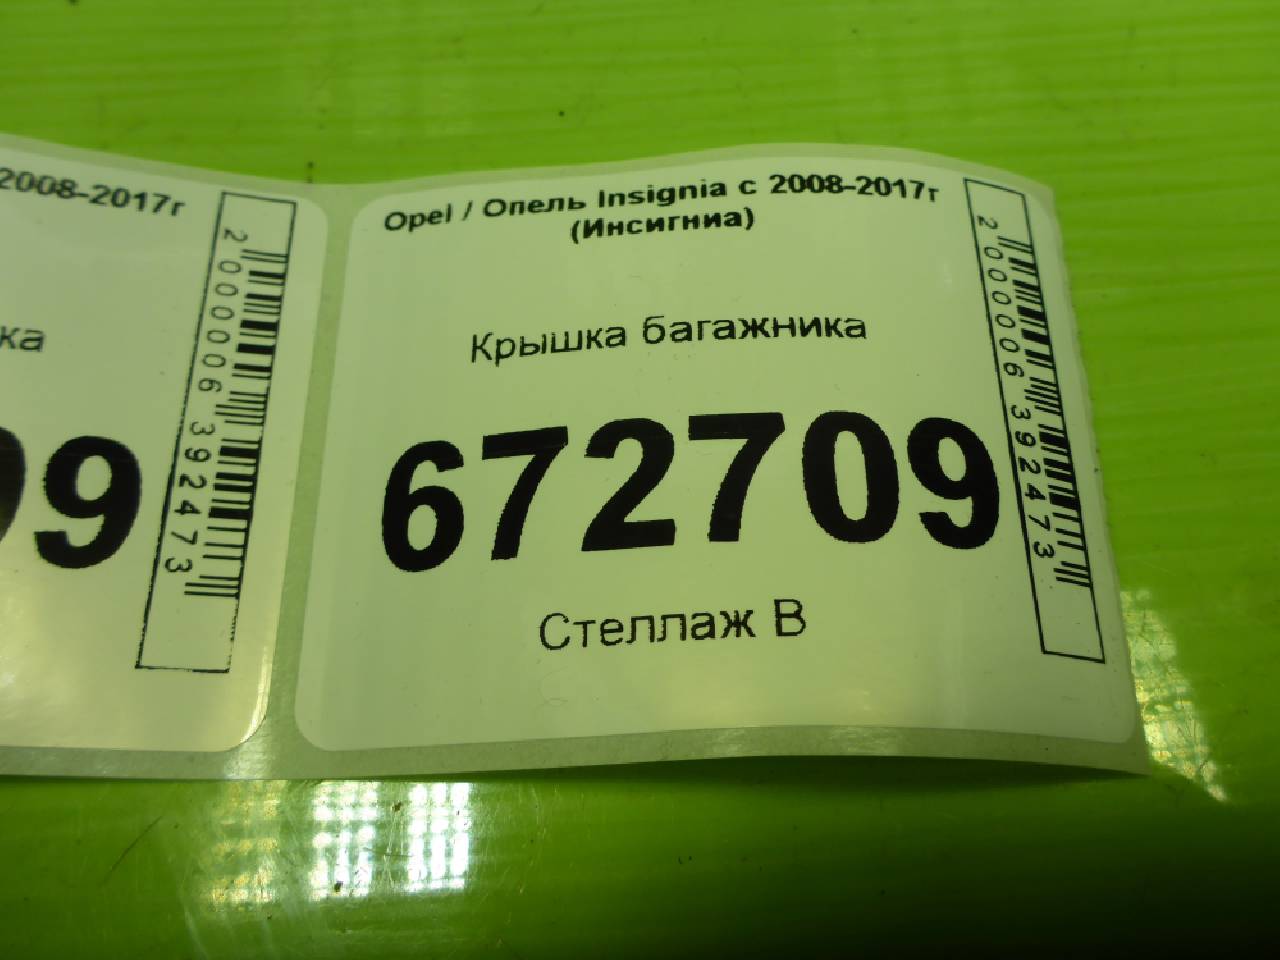 2008-2017г
ка
99
2000006392473
Opel / Опель Insignia с 2008-2017г
(Инсигниа)
Крышка багажника
672709
Стеллаж В
2000006392473